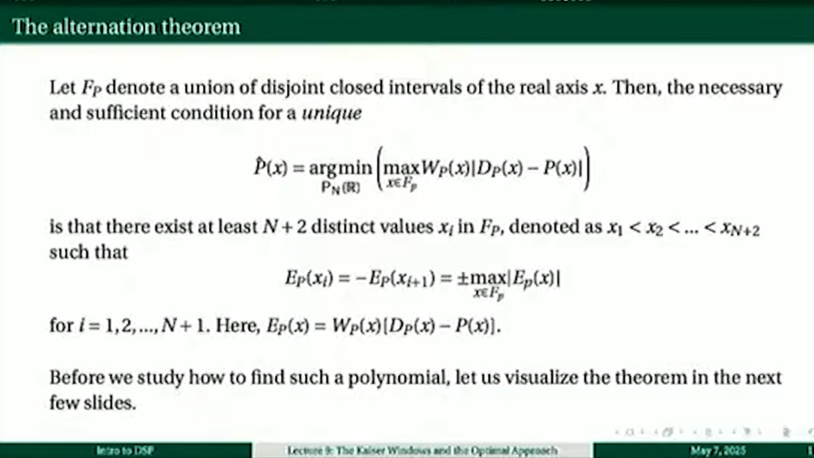 The alternation theorem
Let F_P denote a union of disjoint closed intervals of the real axis x. Then, the necessary
and sufficient condition for a unique
P̂(x) = argmin_{P_N(ℝ)} (max_{x∈F_p} W_P(x)|D_P(x) − P(x)|)
is that there exist at least N + 2 distinct values x_i in F_P, denoted as x_1 < x_2 < ... < x_{N+2}
such that
E_P(x_i) = −E_P(x_{i+1}) = ±max_{x∈F_p}|E_p(x)|
for i = 1,2,...,N + 1. Here, E_P(x) = W_P(x)[D_P(x) − P(x)].
Before we study how to find such a polynomial, let us visualize the theorem in the next
few slides.
Intro to DSP
Lecture 9: The Kaiser Windows and the Optimal Approach
May 7, 2025